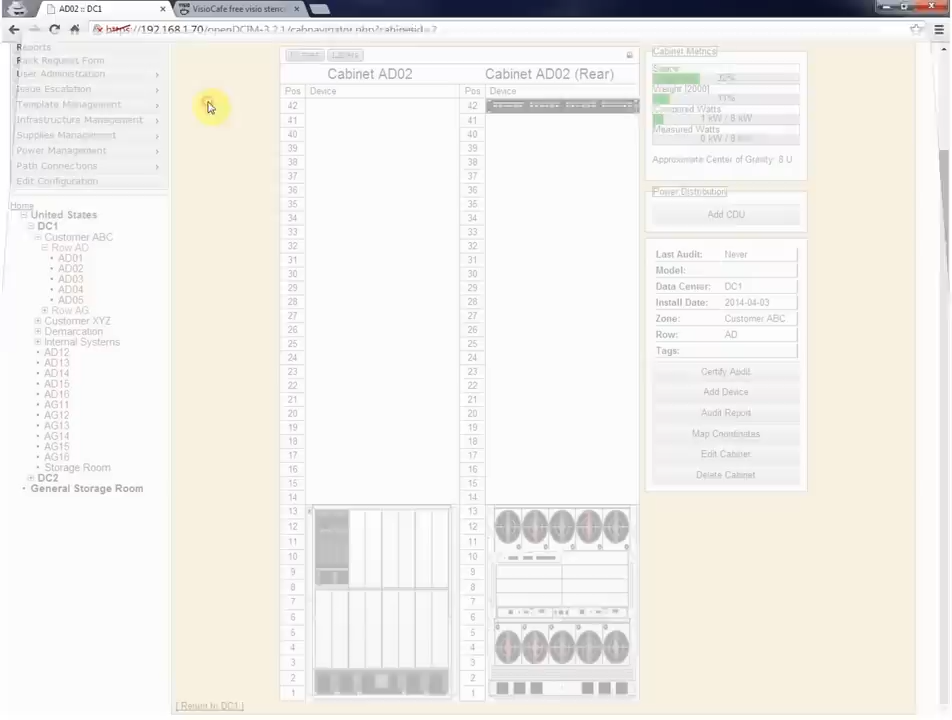 AD02 :: DC1
VisioCafe free visio stenci
https://192.168.1.70/openDCIM-3.2.1/cabnavigator.php?cabinetid=7
Reports
Rack Request Form
User Administration
Issue Escalation
Template Management
Infrastructure Management
Supplies Management
Power Management
Path Connections
Edit Configuration
Home
United States
DC1
Customer ABC
Row AD
AD01
AD02
AD03
AD04
AD05
Row AG
Customer XYZ
Demarcation
Internal Systems
AD12
AD13
AD14
AD15
AD16
AG11
AG12
AG13
AG14
AG15
AG16
Storage Room
DC2
General Storage Room
Cabinet AD02
Pos Device
42
41
40
39
38
37
36
35
34
33
32
31
30
29
28
27
26
25
24
23
22
21
20
19
18
17
16
15
14
13
12
11
10
9
8
7
6
5
4
3
2
1
Cabinet AD02 (Rear)
Pos Device
42
41
40
39
38
37
36
35
34
33
32
31
30
29
28
27
26
25
24
23
22
21
20
19
18
17
16
15
14
13
12
11
10
9
8
7
6
5
4
3
2
1
Cabinet Metrics
Space
32%
Weight [2000]
11%
Computed Watts
1 kW / 8 kW
Measured Watts
0 kW / 8 kW
Approximate Center of Gravity: 8 U
Power Distribution
Add CDU
Last Audit: Never
Model:
Data Center: DC1
Install Date: 2014-04-03
Zone: Customer ABC
Row: AD
Tags:
Certify Audit
Add Device
Audit Report
Map Coordinates
Edit Cabinet
Delete Cabinet
[ Return to DC1 ]